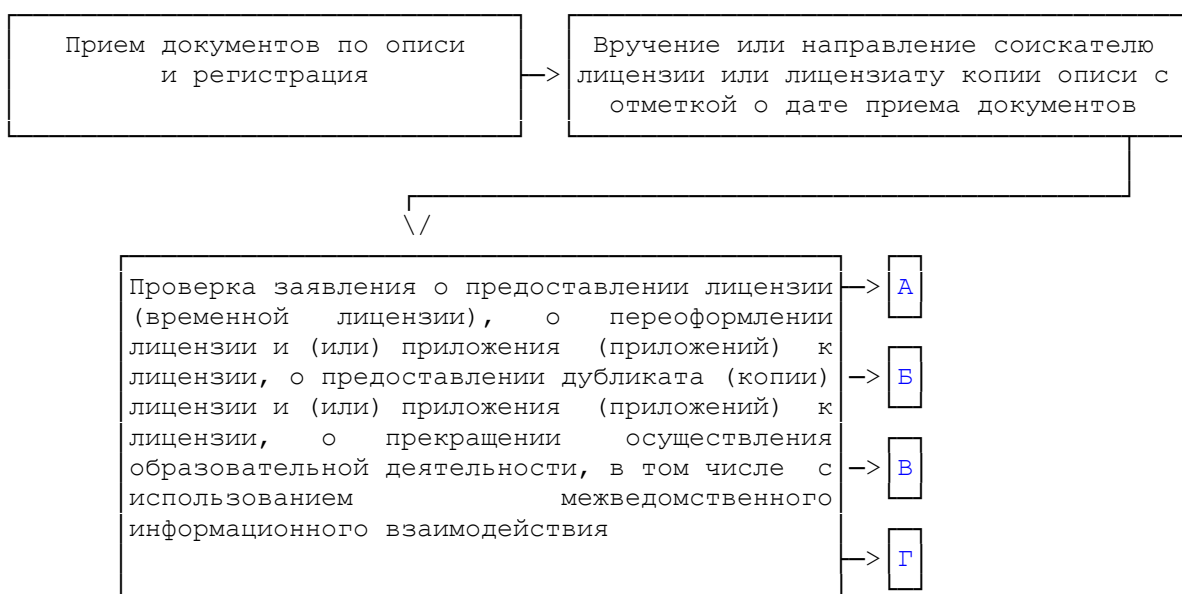 Прием документов по описи
и регистрация
Вручение или направление соискателю
лицензии или лицензиату копии описи с
отметкой о дате приема документов
Проверка заявления о предоставлении лицензии
(временной лицензии), о переоформлении
лицензии и (или) приложения (приложений) к
лицензии, о предоставлении дубликата (копии)
лицензии и (или) приложения (приложений) к
лицензии, о прекращении осуществления
образовательной деятельности, в том числе с
использованием межведомственного
информационного взаимодействия
А
Б
В
Г